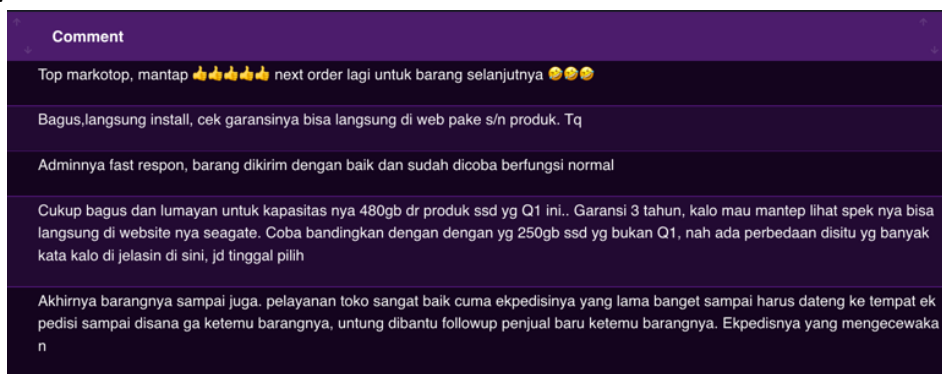 Comment
Top markotop, mantap 👍👍👍👍👍 next order lagi untuk barang selanjutnya 🤣🤣🤣
Bagus,langsung install, cek garansinya bisa langsung di web pake s/n produk. Tq
Adminnya fast respon, barang dikirim dengan baik dan sudah dicoba berfungsi normal
Cukup bagus dan lumayan untuk kapasitas nya 480gb dr produk ssd yg Q1 ini.. Garansi 3 tahun, kalo mau mantep lihat spek nya bisa
langsung di website nya seagate. Coba bandingkan dengan dengan yg 250gb ssd yg bukan Q1, nah ada perbedaan disitu yg banyak
kata kalo di jelasin di sini, jd tinggal pilih
Akhirnya barangnya sampai juga. pelayanan toko sangat baik cuma ekpedisinya yang lama banget sampai harus dateng ke tempat ek
pedisi sampai disana ga ketemu barangnya, untung dibantu followup penjual baru ketemu barangnya. Ekpedisnya yang mengecewaka
n